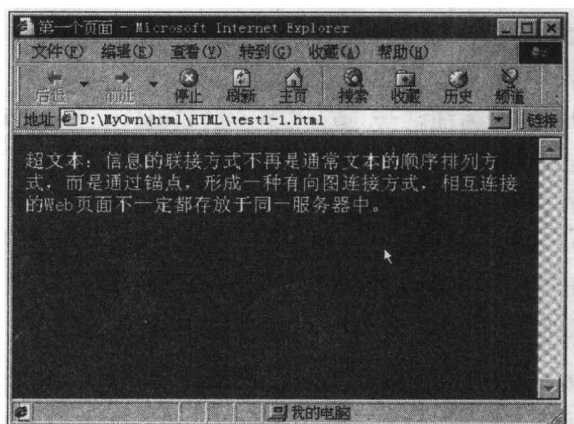 第一个页面 - Microsoft Internet Explorer
文件(F) 编辑(E) 查看(V) 转到(G) 收藏(A) 帮助(H)
后退 前进 停止 刷新 主页 搜索 收藏 历史 频道
地址 D:\MyOwn\html\HTML\test1-1.html 链接
超文本：信息的联接方式不再是通常文本的顺序排列方
式，而是通过锚点，形成一种有向图连接方式，相互连接
的Web页面不一定都存放于同一服务器中。
我的电脑